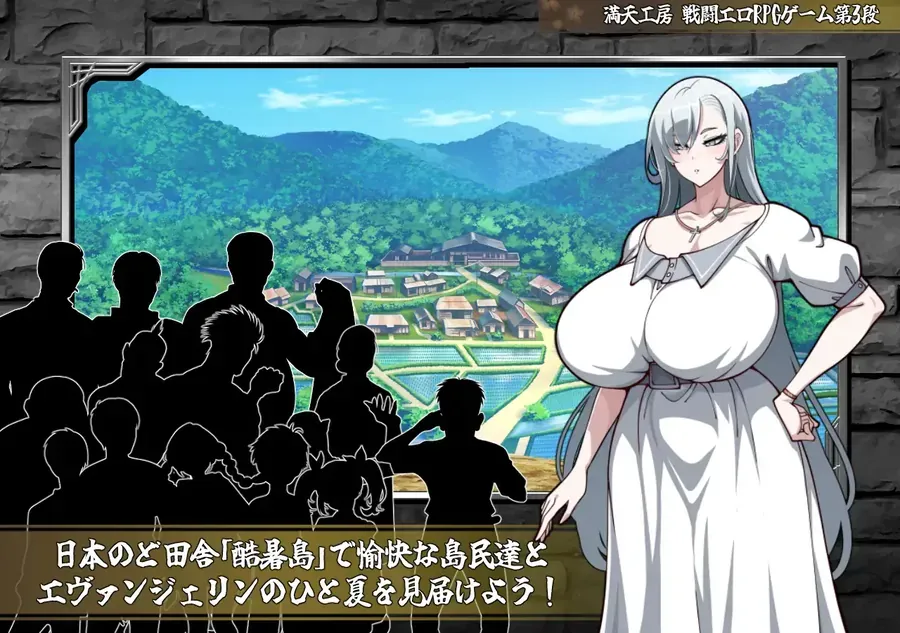 満天工房 戦闘エロRPGゲーム第3段
日本のど田舎「酷暑島」で愉快な島民達と
エヴァンジェリンのひと夏を見届けよう！